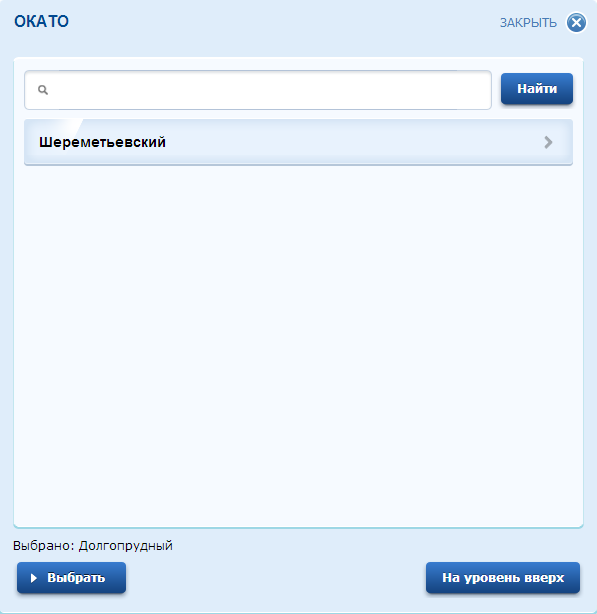 ОКАТО
ЗАКРЫТЬ
Найти
Шереметьевский
Выбрано: Долгопрудный
Выбрать
На уровень вверх